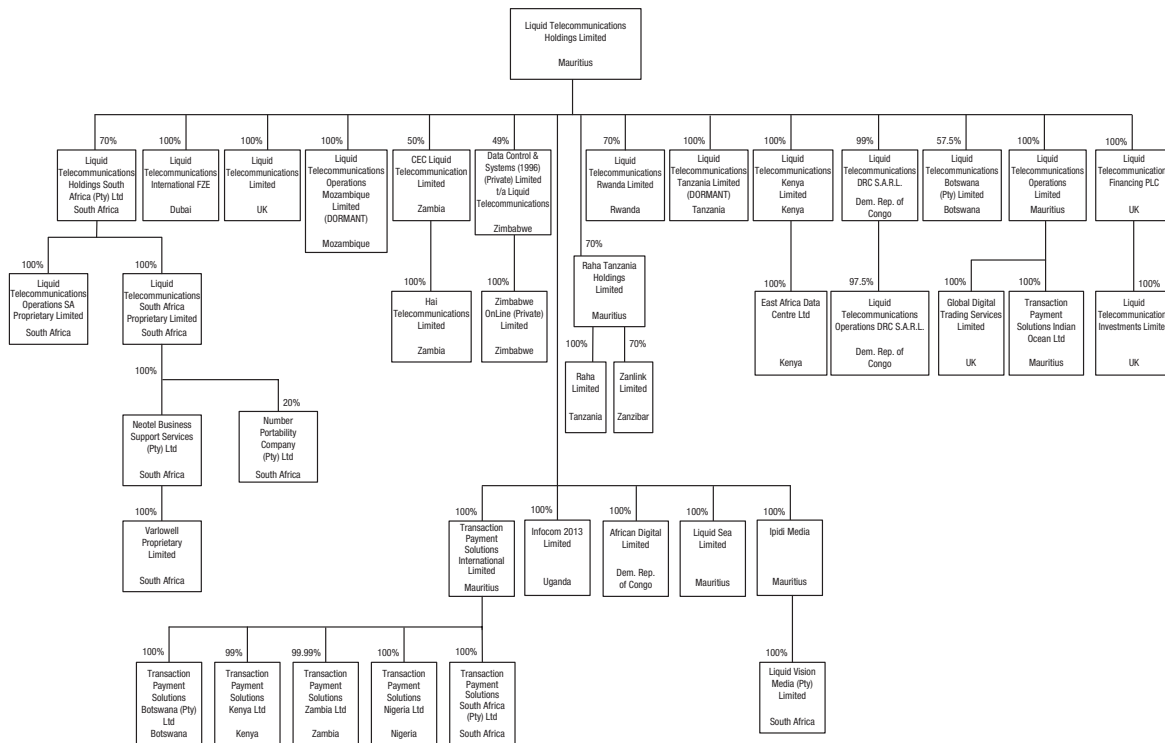 Liquid Telecommunications
Holdings Limited
Mauritius
70%
100%
100%
100%
50%
49%
70%
100%
100%
99%
57.5%
100%
100%
Liquid
Telecommunications
Holdings South
Africa (Pty) Ltd
South Africa
Liquid
Telecommunications
International FZE
Dubai
Liquid
Telecommunications
Limited
UK
Liquid
Telecommunications
Operations
Mozambique
Limited
(DORMANT)
Mozambique
CEC Liquid
Telecommunication
Limited
Zambia
Data Control &
Systems (1996)
(Private) Limited
t/a Liquid
Telecommunications
Zimbabwe
Liquid
Telecommunications
Rwanda Limited
Rwanda
Liquid
Telecommunications
Tanzania Limited
(DORMANT)
Tanzania
Liquid
Telecommunications
Kenya
Limited
Kenya
Liquid
Telecommunications
DRC S.A.R.L.
Dem. Rep. of
Congo
Liquid
Telecommunications
Botswana
(Pty) Limited
Botswana
Liquid
Telecommunications
Operations
Limited
Mauritius
Liquid
Telecommunications
Financing PLC
UK
100%
Liquid
Telecommunications
Operations SA
Proprietary Limited
South Africa
100%
Liquid
Telecommunications
South Africa
Proprietary Limited
South Africa
100%
Hai
Telecommunications
Limited
Zambia
100%
Zimbabwe
OnLine (Private)
Limited
Zimbabwe
70%
Raha Tanzania
Holdings
Limited
Mauritius
100%
East Africa Data
Centre Ltd
Kenya
97.5%
Liquid
Telecommunications
Operations DRC S.A.R.L.
Dem. Rep. of
Congo
100%
Global Digital
Trading Services
Limited
UK
100%
Transaction
Payment
Solutions Indian
Ocean Ltd
Mauritius
100%
Liquid
Telecommunications
Investments Limited
UK
100%
Raha
Limited
Tanzania
70%
Zanlink
Limited
Zanzibar
100%
Neotel Business
Support Services
(Pty) Ltd
South Africa
20%
Number
Portability
Company
(Pty) Ltd
South Africa
100%
Varlowell
Proprietary
Limited
South Africa
100%
Transaction
Payment
Solutions
International
Limited
Mauritius
100%
Infocom 2013
Limited
Uganda
100%
African Digital
Limited
Dem. Rep.
of Congo
100%
Liquid Sea
Limited
Mauritius
100%
Ipidi Media
Mauritius
100%
Transaction
Payment
Solutions
Botswana (Pty)
Ltd
Botswana
99%
Transaction
Payment
Solutions
Kenya Ltd
Kenya
99.99%
Transaction
Payment
Solutions
Zambia Ltd
Zambia
100%
Transaction
Payment
Solutions
Nigeria Ltd
Nigeria
100%
Transaction
Payment
Solutions
South Africa
(Pty) Ltd
South Africa
100%
Liquid Vision
Media (Pty)
Limited
South Africa